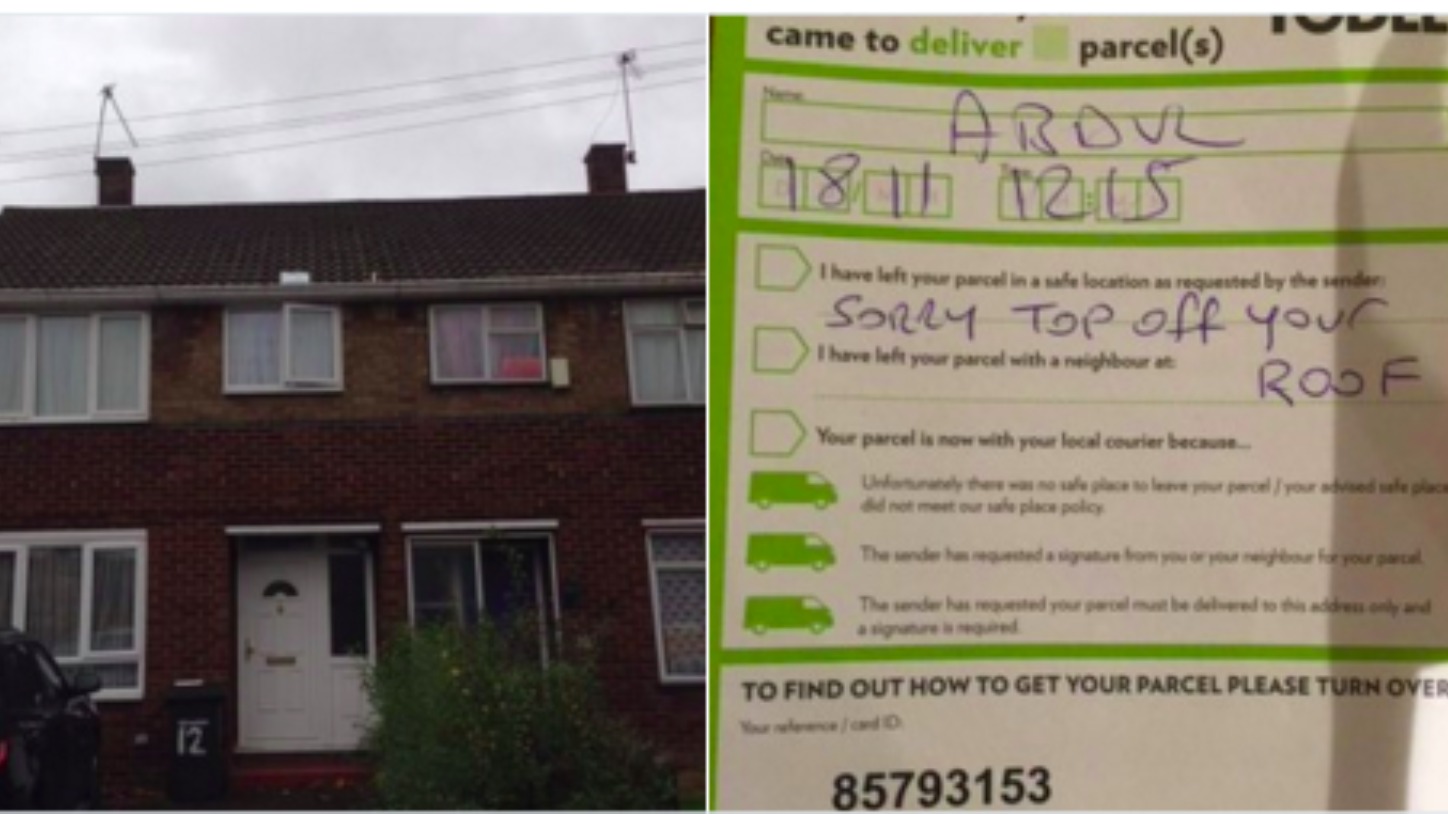 12
came to deliver parcel(s)
Name
ABDUL
Date
18 11 12 15
I have left your parcel in a safe location as requested by the sender:
SORRY TOP OFF YOUR
I have left your parcel with a neighbour at:
ROOF
Your parcel is now with your local courier because...
Unfortunately there was no safe place to leave your parcel / your advised safe place
did not meet our safe place policy.
The sender has requested a signature from you or your neighbour for your parcel.
The sender has requested your parcel must be delivered to this address only and
a signature is required.
TO FIND OUT HOW TO GET YOUR PARCEL PLEASE TURN OVER
Your reference / card ID:
85793153